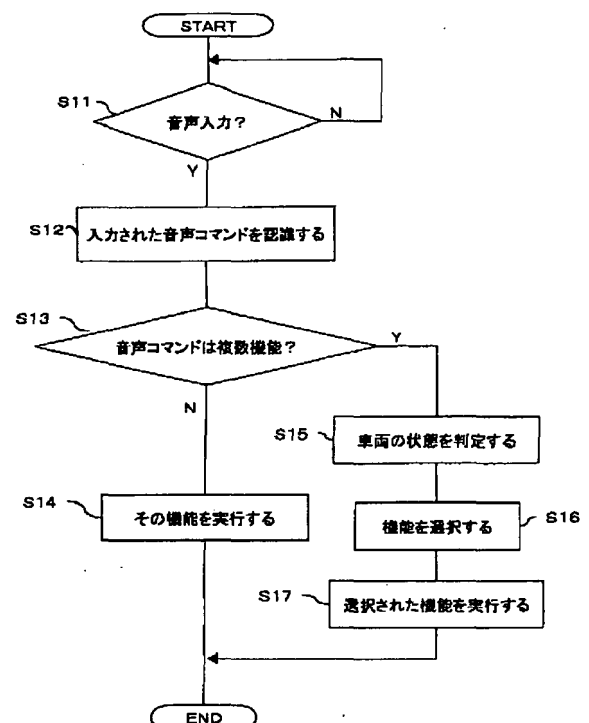 START
S11
音声入力？
N
Y
S12
入力された音声コマンドを認識する
S13
音声コマンドは複数機能？
Y
N
S15
車両の状態を判定する
S14
その機能を実行する
機能を選択する
S16
S17
選択された機能を実行する
END